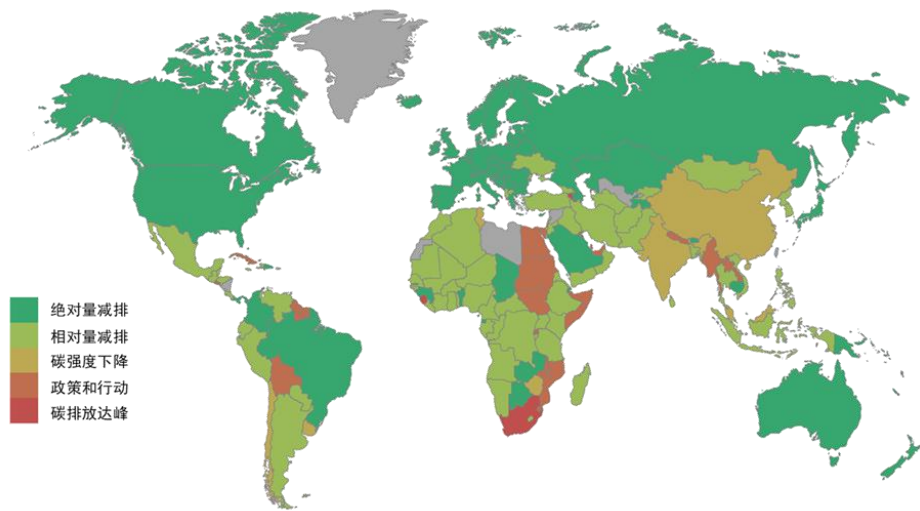 绝对量减排
相对量减排
碳强度下降
政策和行动
碳排放达峰